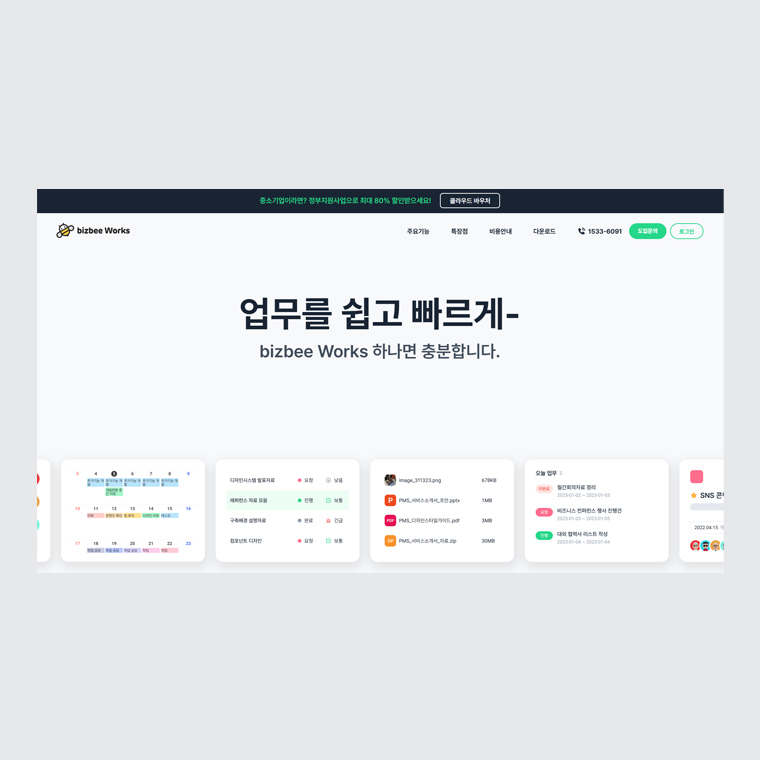 중소기업이라면? 정부지원사업으로 최대 80% 할인받으세요!
클라우드 바우처
bizbee Works
주요기능
특장점
비용안내
다운로드
1533-6091
도입문의
로그인
업무를 쉽고 빠르게-
bizbee Works 하나면 충분합니다.
3 4 5 6 7 8 9
10 11 12 13 14 15 16
17 18 19 20 21 22 23
디자인시스템 발표자료 요청 낮음
레퍼런스 자료 모음 진행 보통
구축배경 설명자료 완료 긴급
컴포넌트 디자인 요청 보통
image_311323.png 678KB
P PMS_서비스소개서_초안.pptx 1MB
PDF PMS_디자인스타일가이드.pdf 3MB
ZIP PMS_서비스소개서_자료.zip 30MB
오늘 업무 3
월간회의자료 정리
2023-01-02 ~ 2023-01-03
요청 비즈니스 컨퍼런스 행사 진행건
2023-01-03 ~ 2023-01-05
진행 대외 협력사 리스트 작성
2023-01-04 ~ 2023-01-04
SNS 콘
2022.04.15